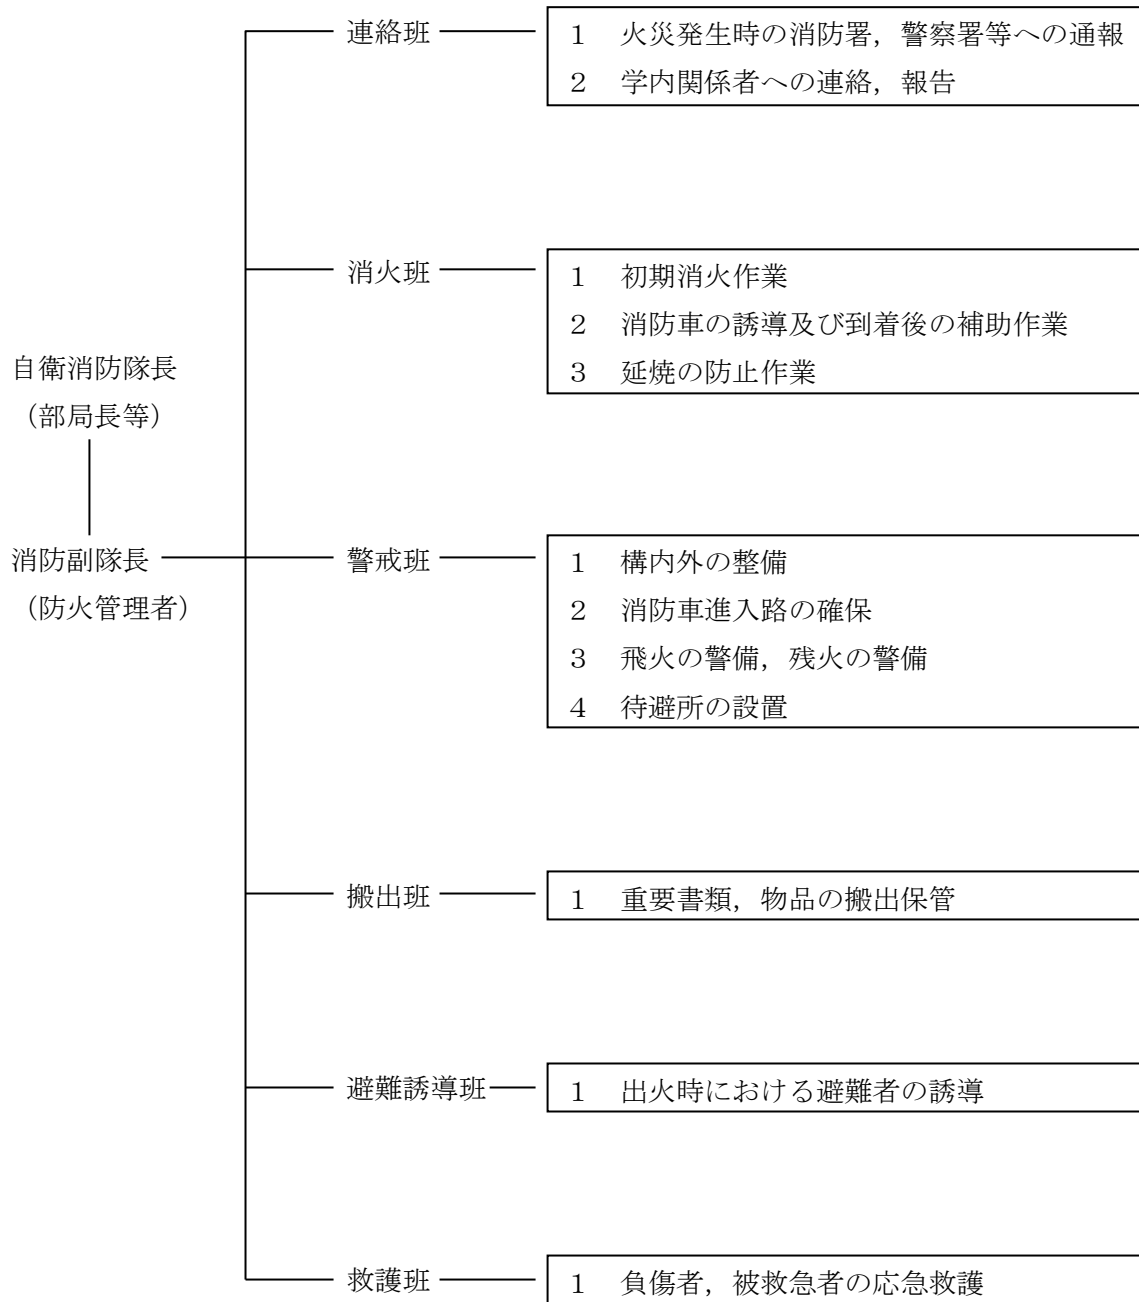 連絡班
1 火災発生時の消防署，警察署等への通報
2 学内関係者への連絡，報告
消火班
1 初期消火作業
2 消防車の誘導及び到着後の補助作業
3 延焼の防止作業
自衛消防隊長
（部局長等）
消防副隊長
（防火管理者）
警戒班
1 構内外の整備
2 消防車進入路の確保
3 飛火の警備，残火の警備
4 待避所の設置
搬出班
1 重要書類，物品の搬出保管
避難誘導班
1 出火時における避難者の誘導
救護班
1 負傷者，被救急者の応急救護